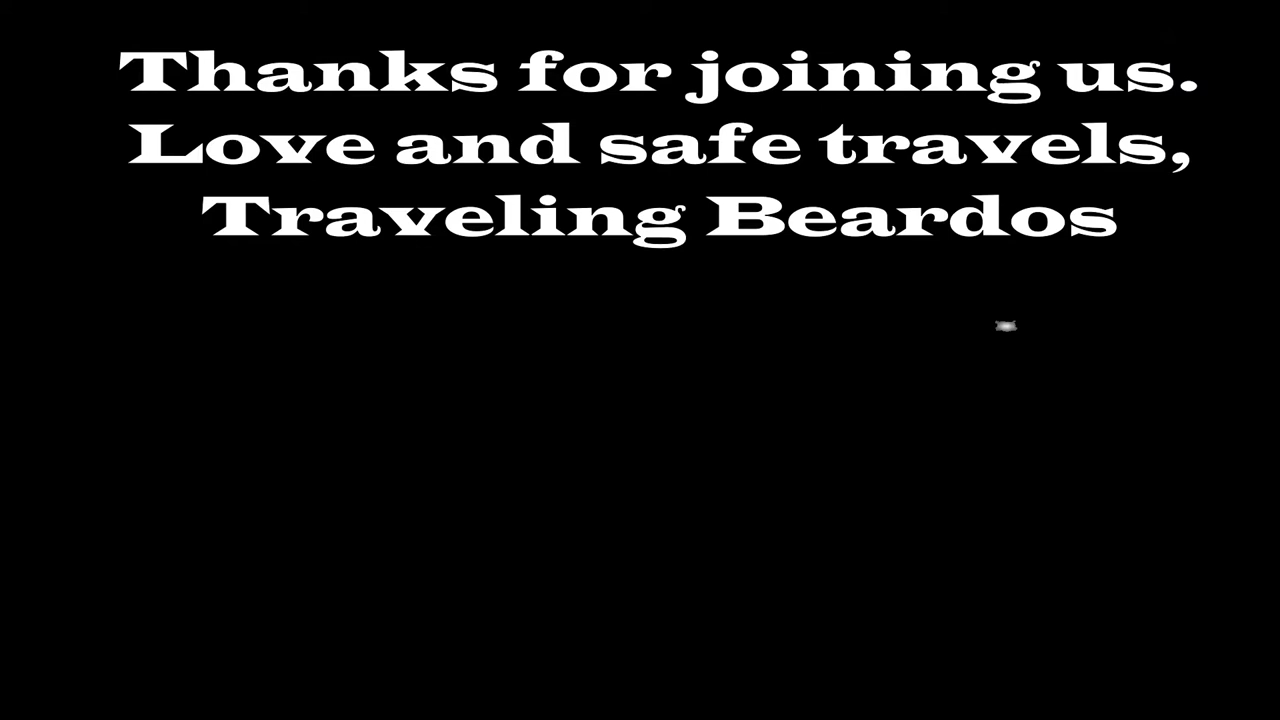 Thanks for joining us.
Love and safe travels,
Traveling Beardos